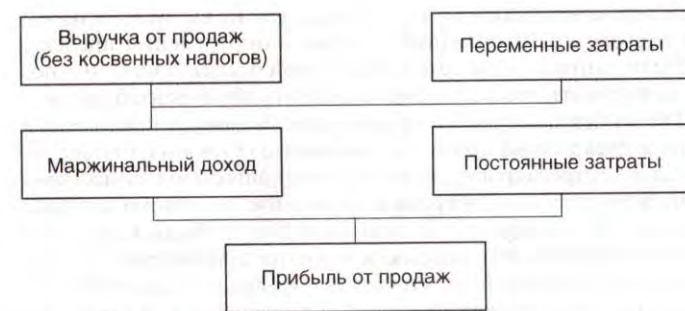 Выручка от продаж
(без косвенных налогов)
Переменные затраты
Маржинальный доход
Постоянные затраты
Прибыль от продаж